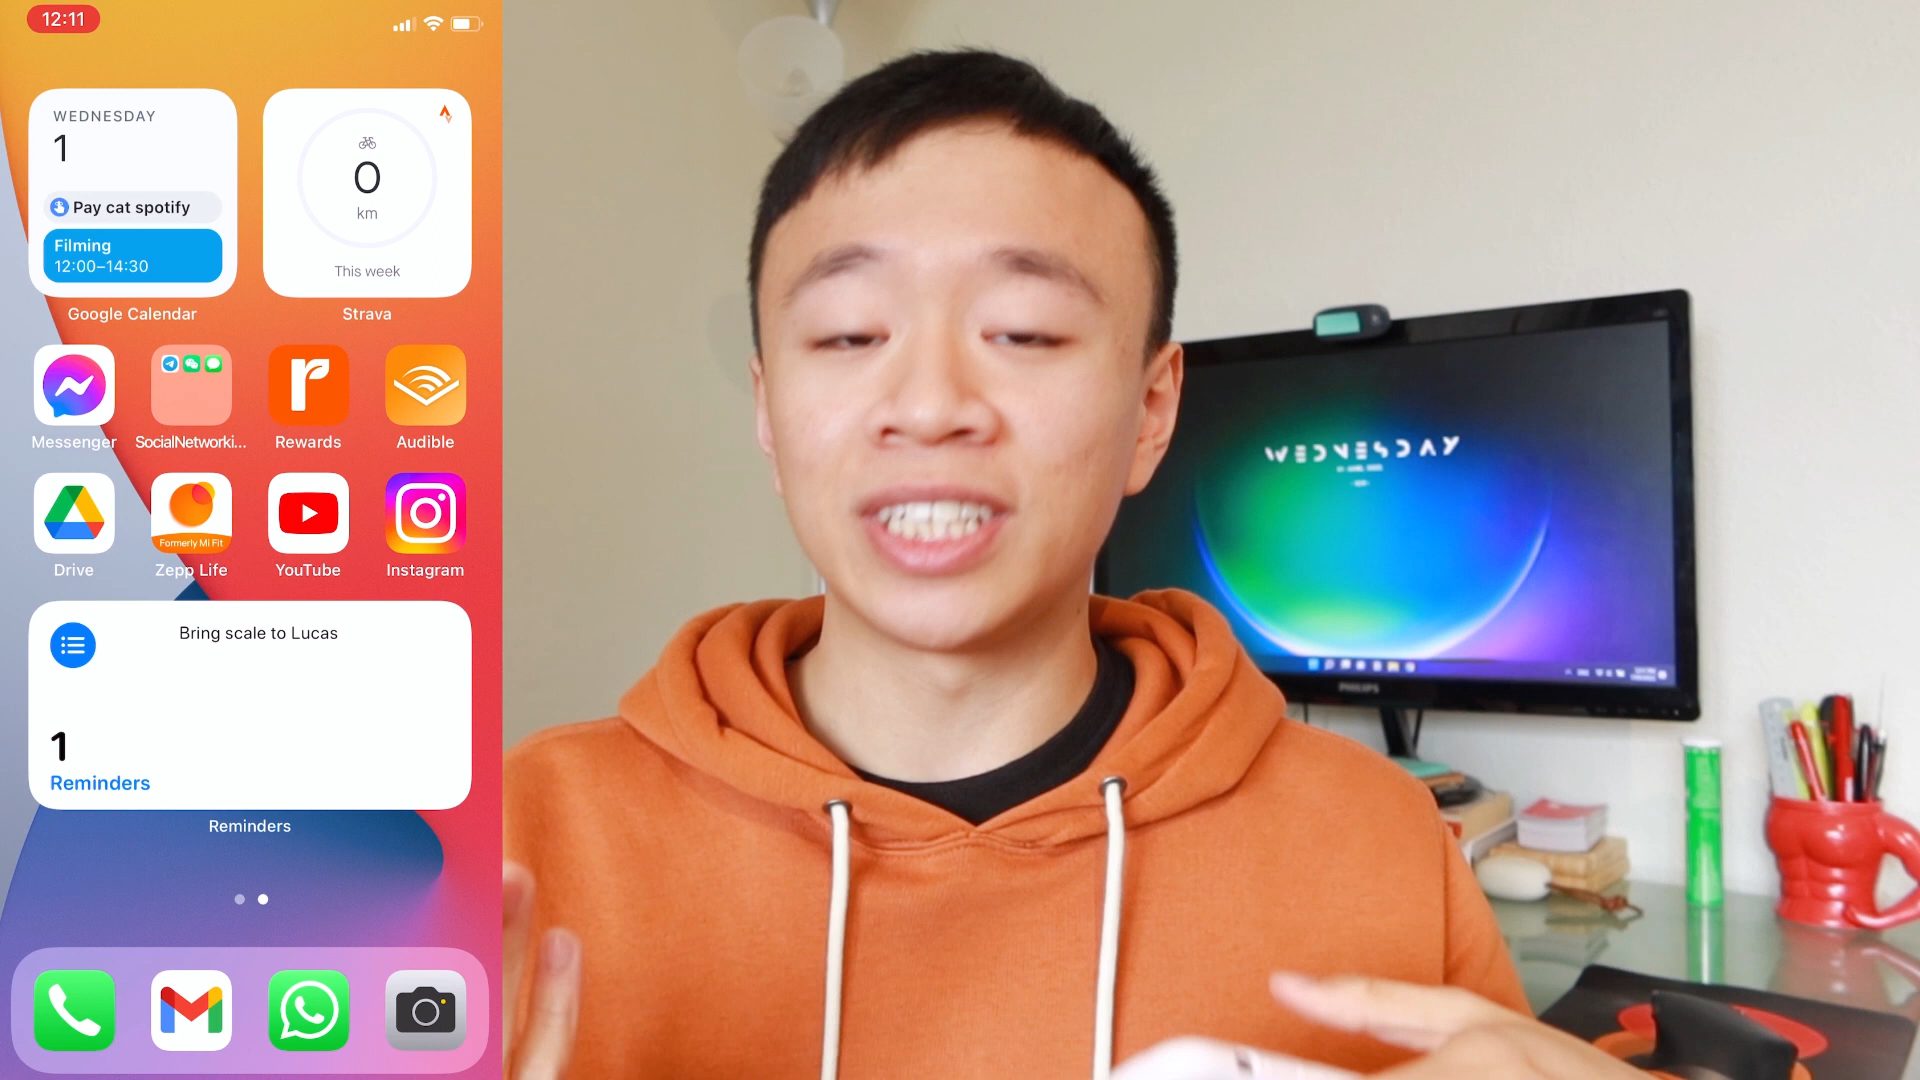 12:11
WEDNESDAY
1
Pay cat spotify
Filming
12:00–14:30
Google Calendar
0
km
This week
Strava
Messenger
SocialNetworki...
Rewards
Audible
Drive
Formerly Mi Fit
Zepp Life
YouTube
Instagram
Bring scale to Lucas
1
Reminders
Reminders
WEDNESDAY
PHILIPS